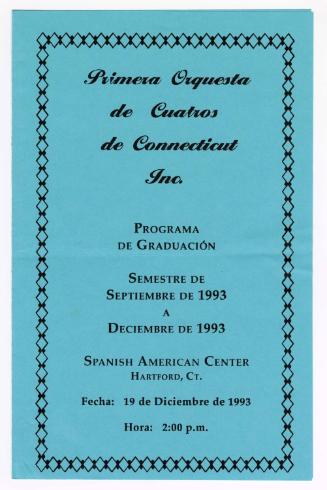 Primera Orquesta
de Cuatros
de Connecticut
Inc.
PROGRAMA
DE GRADUACIÓN
SEMESTRE DE
SEPTIEMBRE DE 1993
A
DECIEMBRE DE 1993
SPANISH AMERICAN CENTER
HARTFORD, CT.
Fecha: 19 de Diciembre de 1993
Hora: 2:00 p.m.